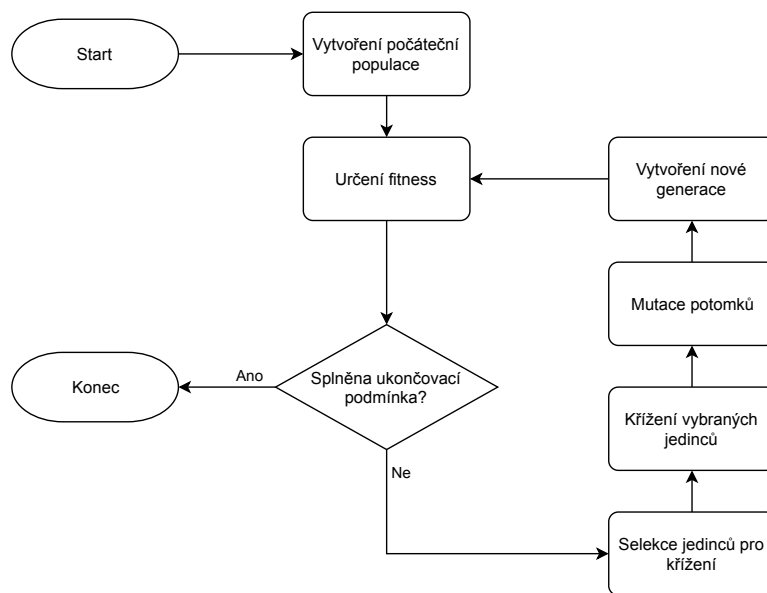 Start
Vytvoření počáteční
populace
Určení fitness
Vytvoření nové
generace
Mutace potomků
Konec
Ano
Splněna ukončovací
podmínka?
Křížení vybraných
jedinců
Ne
Selekce jedinců pro
křížení